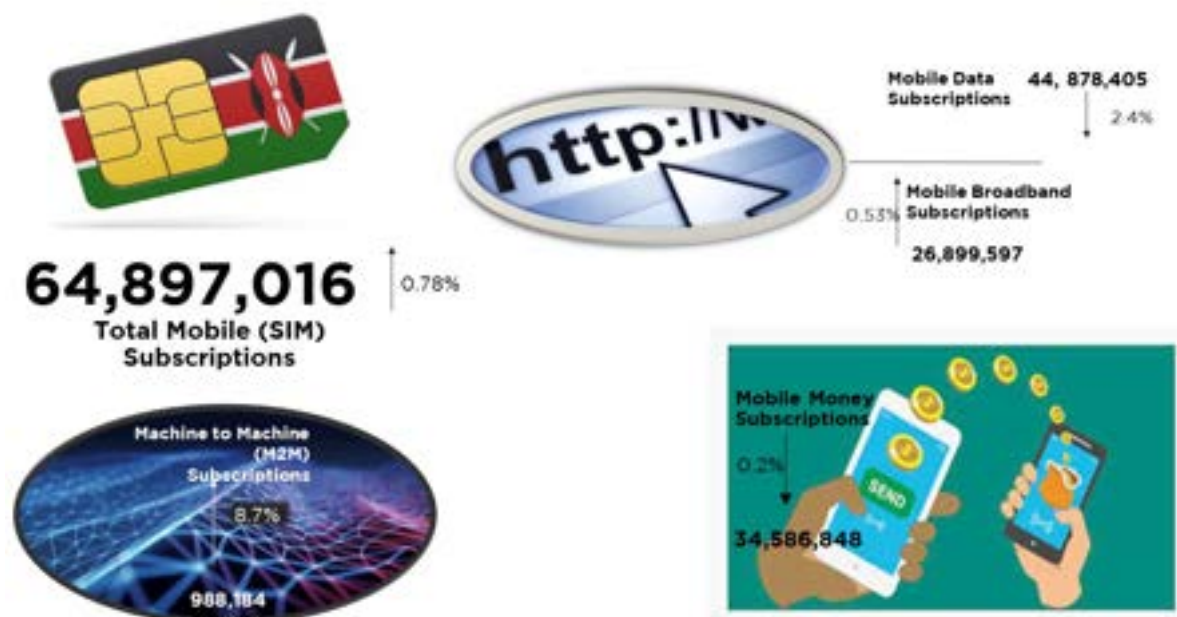 64,897,016
0.78%
Total Mobile (SIM)
Subscriptions
http://w
Mobile Data
Subscriptions
44, 878,405
2.4%
0.53%
Mobile Broadband
Subscriptions
26,899,597
Machine to Machine
(M2M)
Subscriptions
8.7%
988,184
Mobile Money
Subscriptions
0.2%
34,586,848
SEND